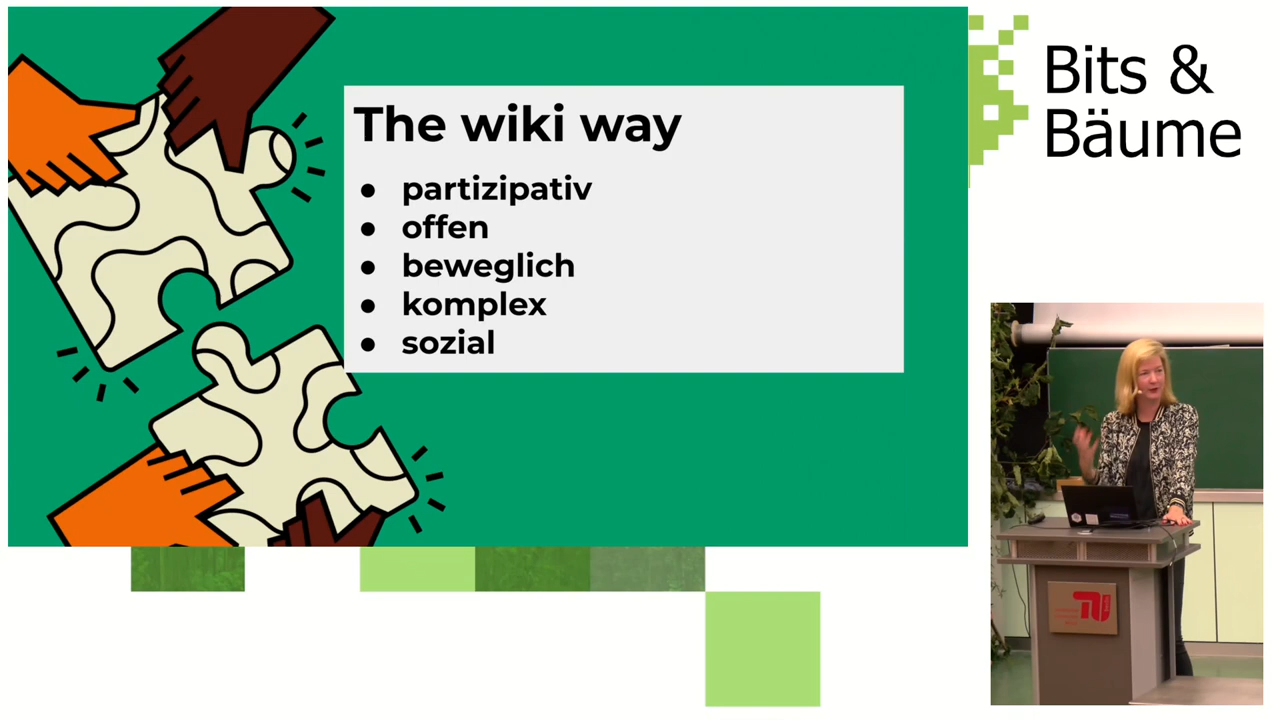 The wiki way
● partizipativ
● offen
● beweglich
● komplex
● sozial
Bits &
Bäume